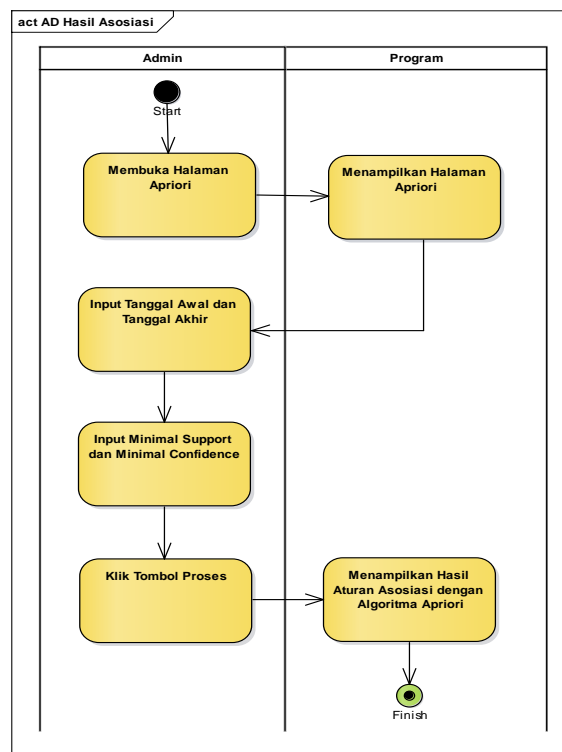 act AD Hasil Asosiasi
Admin
Program
Start
Membuka Halaman
Apriori
Menampilkan Halaman
Apriori
Input Tanggal Awal dan
Tanggal Akhir
Input Minimal Support
dan Minimal Confidence
Klik Tombol Proses
Menampilkan Hasil
Aturan Asosiasi dengan
Algoritma Apriori
Finish